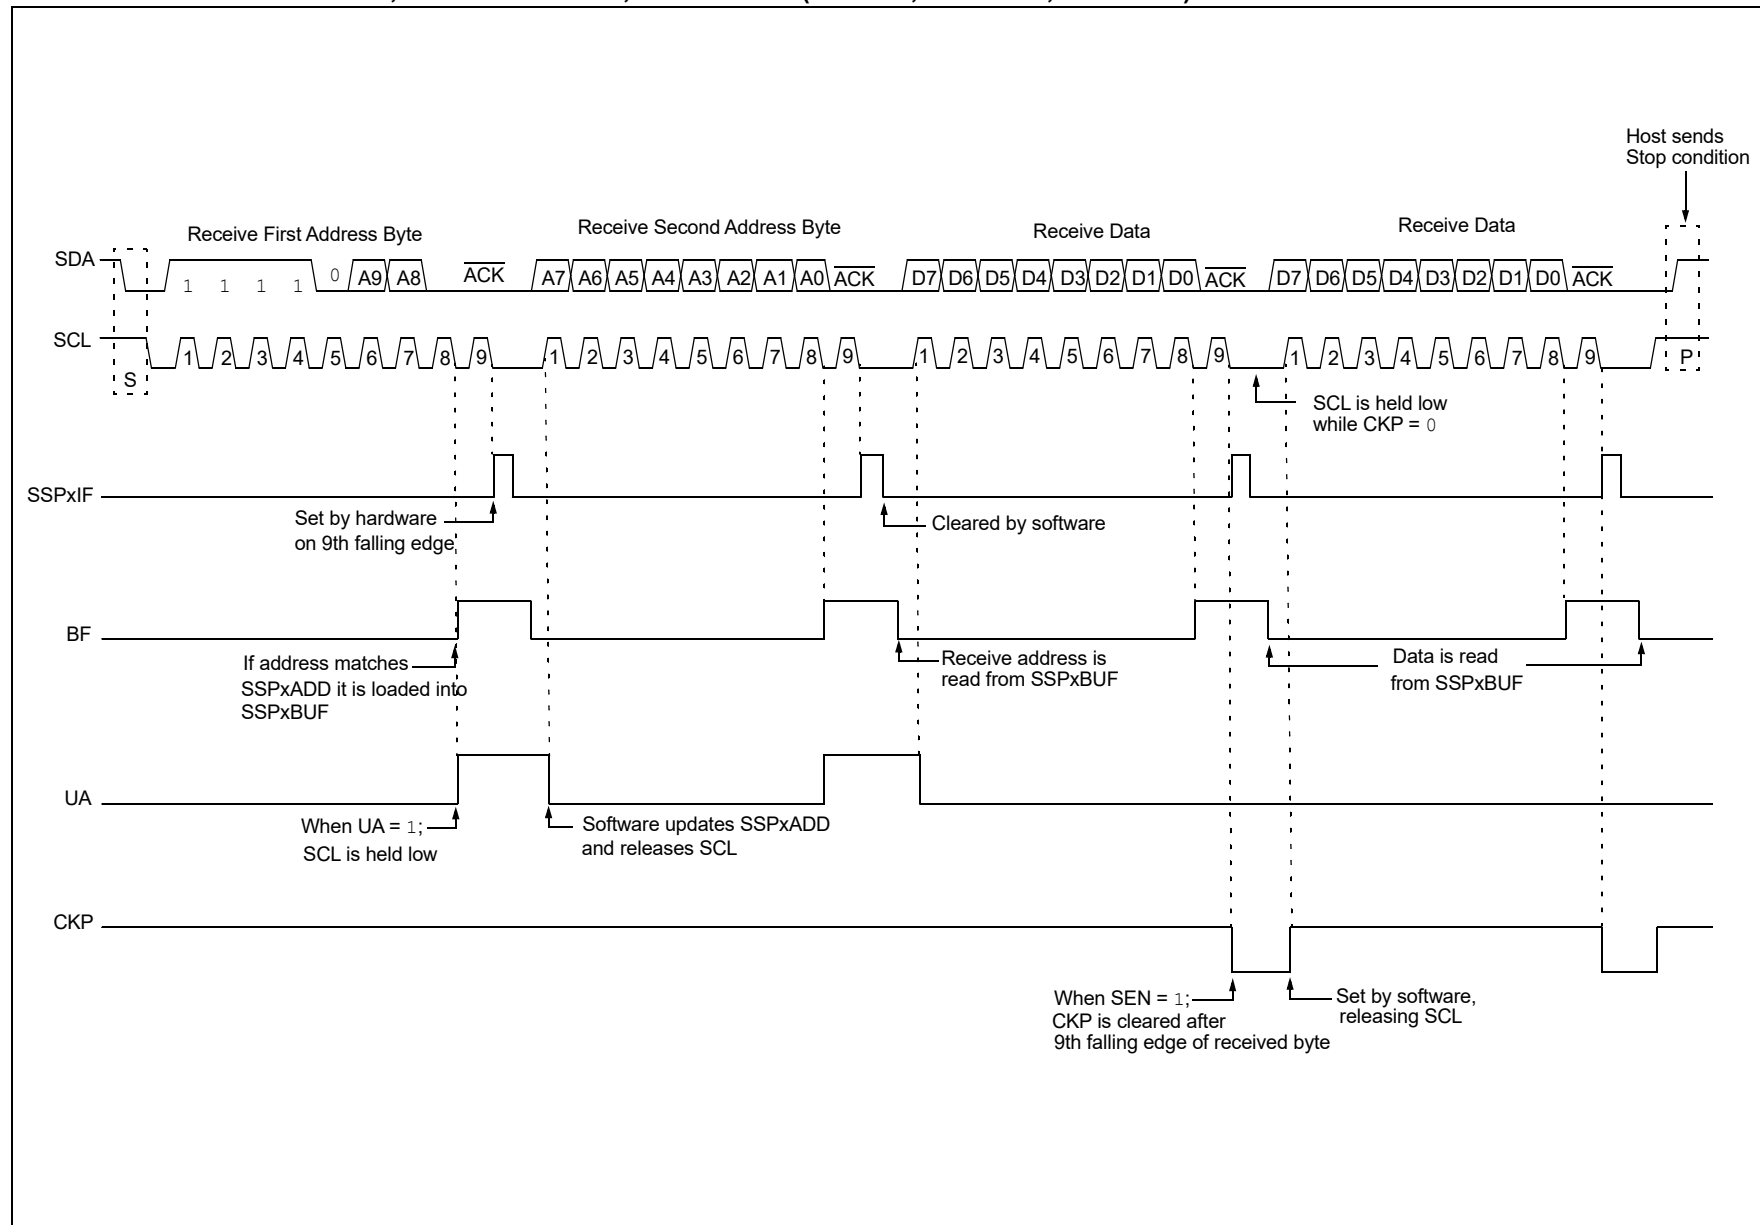 Host sends
Stop condition
Receive First Address Byte
Receive Second Address Byte
Receive Data
Receive Data
SDA
1 1 1 1 0 A9 A8 ACK A7 A6 A5 A4 A3 A2 A1 A0 ACK D7 D6 D5 D4 D3 D2 D1 D0 ACK D7 D6 D5 D4 D3 D2 D1 D0 ACK
SCL
S 1 2 3 4 5 6 7 8 9 1 2 3 4 5 6 7 8 9 1 2 3 4 5 6 7 8 9 1 2 3 4 5 6 7 8 9 P
SCL is held low
while CKP = 0
SSPxIF
Set by hardware
on 9th falling edge
Cleared by software
BF
If address matches
SSPxADD it is loaded into
SSPxBUF
Receive address is
read from SSPxBUF
Data is read
from SSPxBUF
UA
When UA = 1;
SCL is held low
Software updates SSPxADD
and releases SCL
CKP
When SEN = 1;
CKP is cleared after
9th falling edge of received byte
Set by software,
releasing SCL